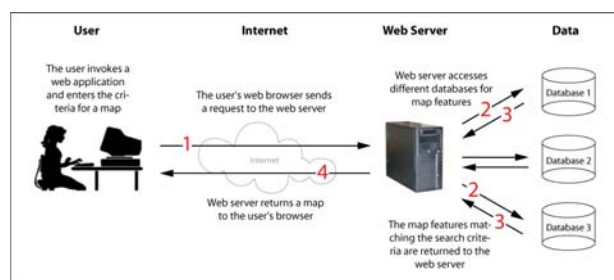 User
Internet
Web Server
Data
The user invokes a
web application
and enters the cri-
teria for a map
The user's web browser sends
a request to the web server
Web server accesses
different databases for
map features
1
Internet
4
Web server returns a map
to the user's browser
2
3
2
3
The map features mat-
ching the search crite-
ria are returned to the
web server
Database 1
Database 2
Database 3